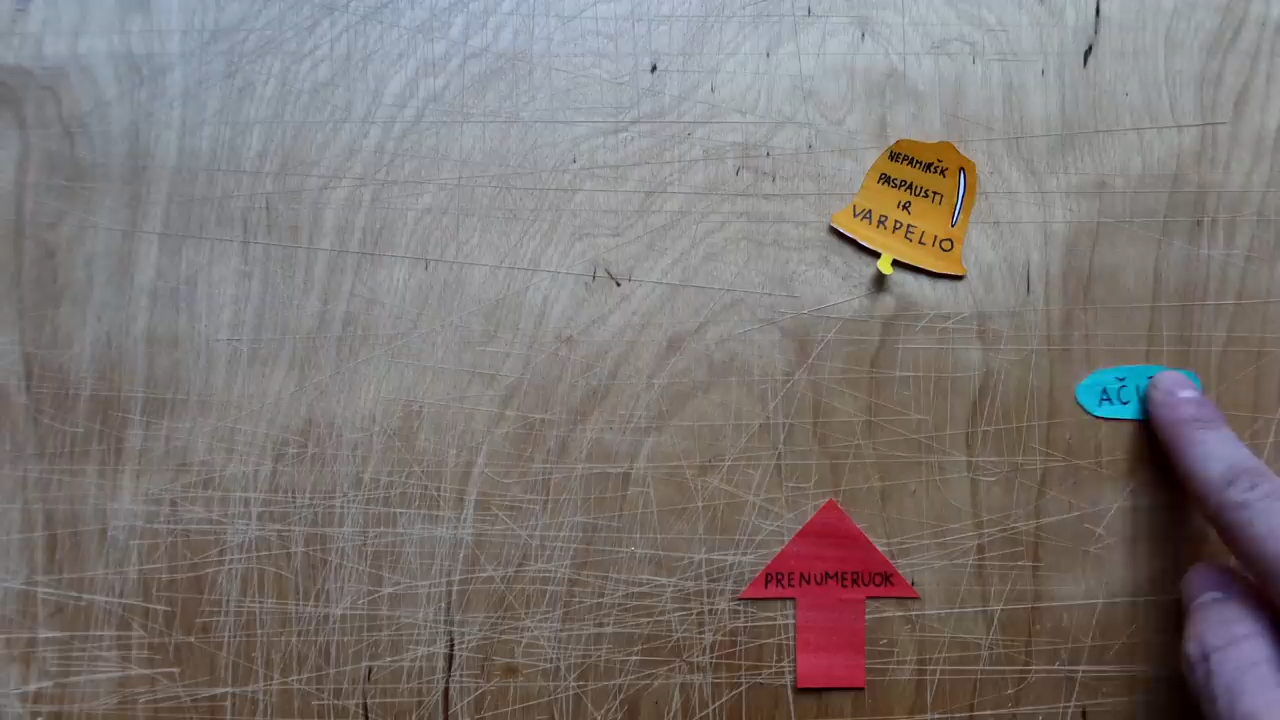 NEPAMIRŠK
PASPAUSTI
IR
VARPELIO
PRENUMERUOK